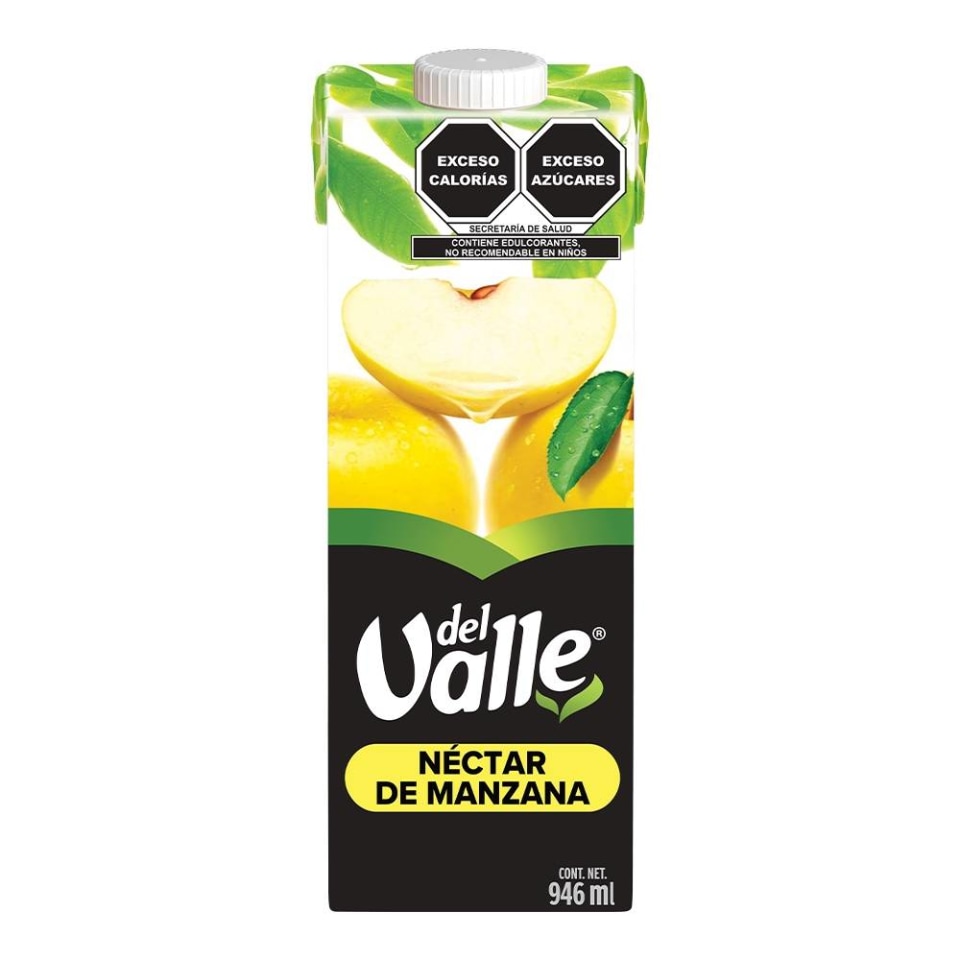 EXCESO
CALORÍAS
EXCESO
AZÚCARES
SECRETARÍA DE SALUD
CONTIENE EDULCORANTES,
NO RECOMENDABLE EN NIÑOS
del
Valle®
NÉCTAR
DE MANZANA
CONT. NET.
946 ml